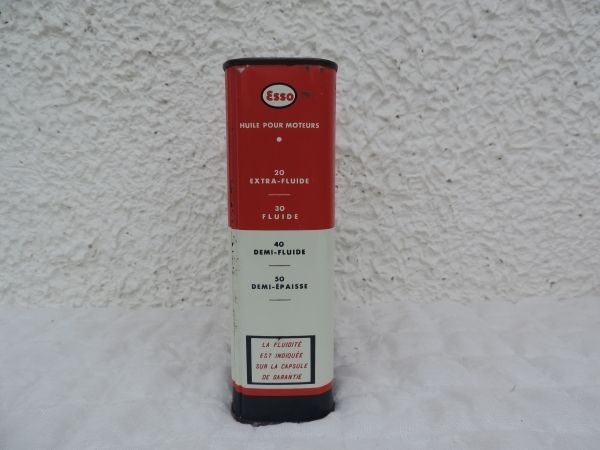 Esso
HUILE POUR MOTEURS
20
EXTRA-FLUIDE
30
FLUIDE
40
DEMI-FLUIDE
50
DEMI-ÉPAISSE
LA FLUIDITÉ
EST INDIQUÉE
SUR LA CAPSULE
DE GARANTIE